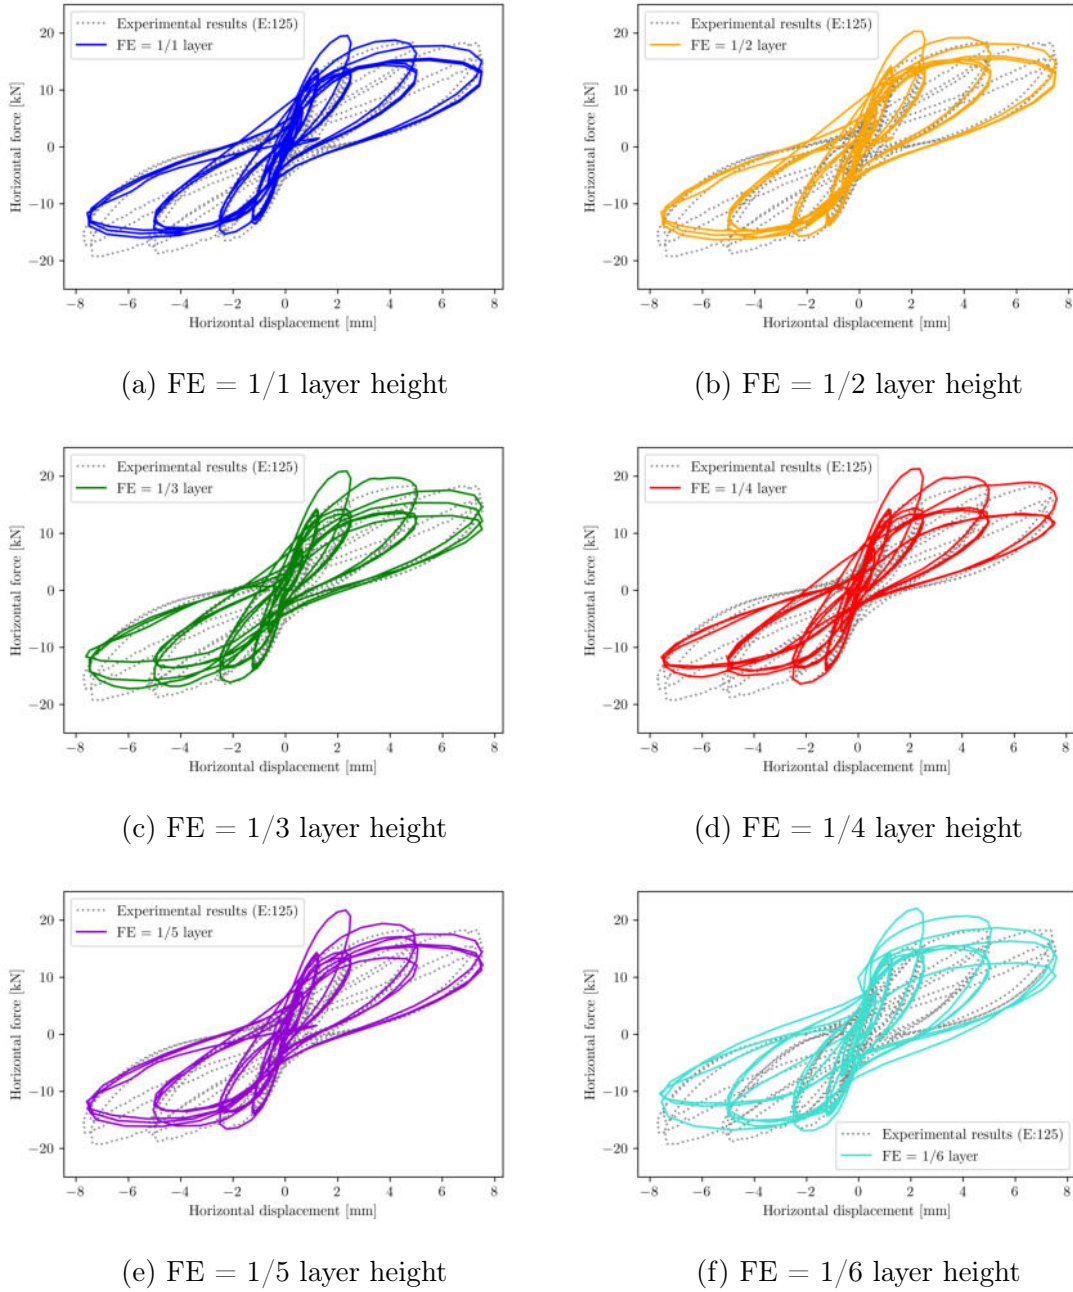 Experimental results (E:125)
FE = 1/1 layer
20
10
0
−10
−20
Horizontal force [kN]
−8 −6 −4 −2 0 2 4 6 8
Horizontal displacement [mm]
(a) FE = 1/1 layer height
Experimental results (E:125)
FE = 1/2 layer
20
10
0
−10
−20
Horizontal force [kN]
−8 −6 −4 −2 0 2 4 6 8
Horizontal displacement [mm]
(b) FE = 1/2 layer height
Experimental results (E:125)
FE = 1/3 layer
20
10
0
−10
−20
Horizontal force [kN]
−8 −6 −4 −2 0 2 4 6 8
Horizontal displacement [mm]
(c) FE = 1/3 layer height
Experimental results (E:125)
FE = 1/4 layer
20
10
0
−10
−20
Horizontal force [kN]
−8 −6 −4 −2 0 2 4 6 8
Horizontal displacement [mm]
(d) FE = 1/4 layer height
Experimental results (E:125)
FE = 1/5 layer
20
10
0
−10
−20
Horizontal force [kN]
−8 −6 −4 −2 0 2 4 6 8
Horizontal displacement [mm]
(e) FE = 1/5 layer height
20
10
0
−10
−20
Horizontal force [kN]
Experimental results (E:125)
FE = 1/6 layer
−8 −6 −4 −2 0 2 4 6 8
Horizontal displacement [mm]
(f) FE = 1/6 layer height